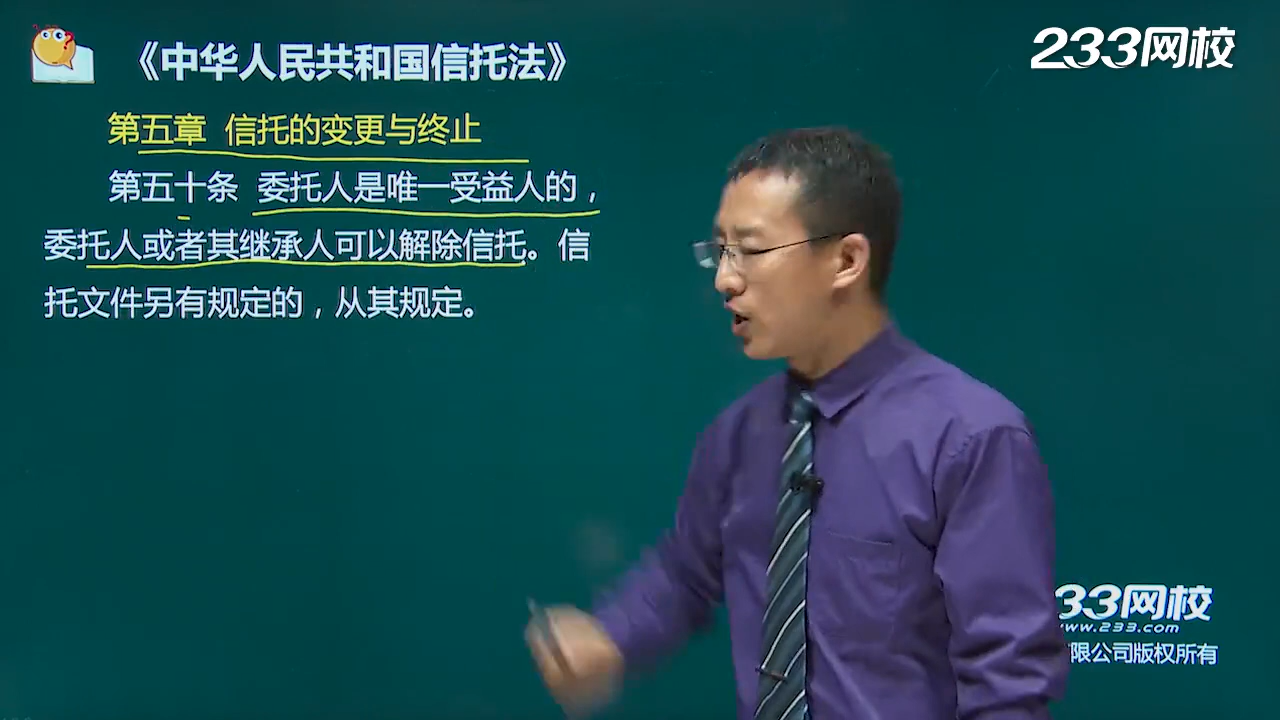 《中华人民共和国信托法》
233网校
第五章 信托的变更与终止
第五十条 委托人是唯一受益人的，
委托人或者其继承人可以解除信托。信
托文件另有规定的，从其规定。
33网校
www.233.com
限公司版权所有